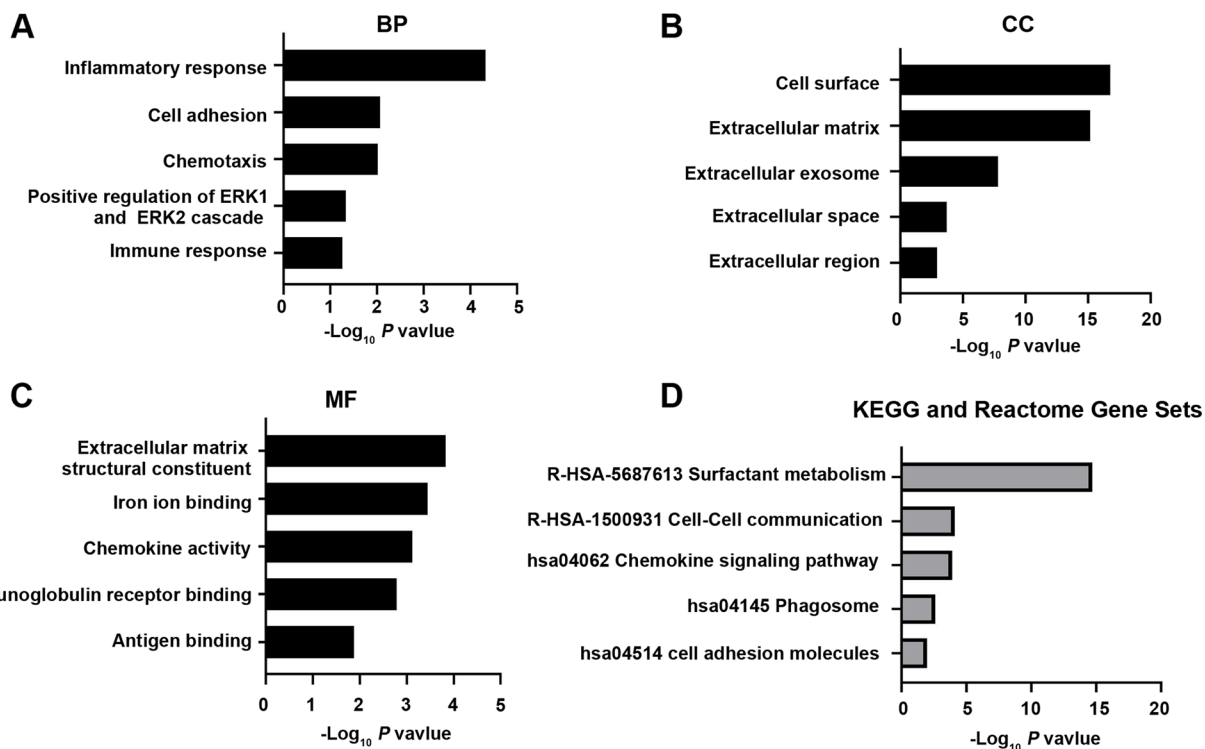 A
BP
Inflammatory response
Cell adhesion
Chemotaxis
Positive regulation of ERK1
and ERK2 cascade
Immune response
0 1 2 3 4 5
-Log10 P vavlue
B
CC
Cell surface
Extracellular matrix
Extracellular exosome
Extracellular space
Extracellular region
0 5 10 15 20
-Log10 P vavlue
C
MF
Extracellular matrix
structural constituent
Iron ion binding
Chemokine activity
unoglobulin receptor binding
Antigen binding
0 1 2 3 4 5
-Log10 P vavlue
D
KEGG and Reactome Gene Sets
R-HSA-5687613 Surfactant metabolism
R-HSA-1500931 Cell-Cell communication
hsa04062 Chemokine signaling pathway
hsa04145 Phagosome
hsa04514 cell adhesion molecules
0 5 10 15 20
-Log10 P vavlue